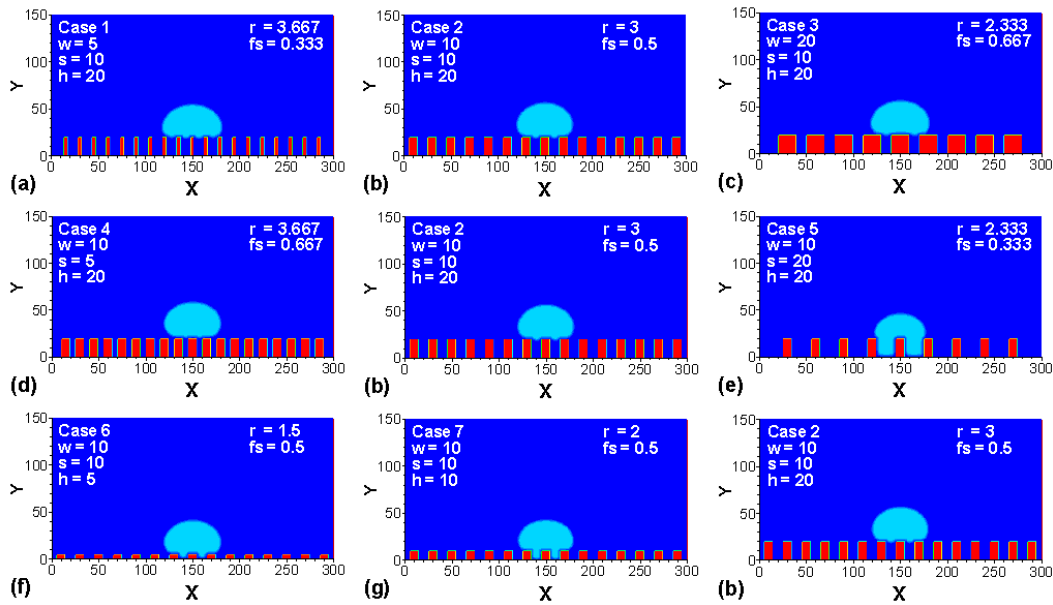 Case 1
w = 5
s = 10
h = 20
r = 3.667
fs = 0.333
150
100
50
0
Y
0 50 100 150 200 250 300
X
(a)
Case 2
w = 10
s = 10
h = 20
r = 3
fs = 0.5
150
100
50
0
Y
0 50 100 150 200 250 300
X
(b)
Case 3
w = 20
s = 10
h = 20
r = 2.333
fs = 0.667
150
100
50
0
Y
0 50 100 150 200 250 300
X
(c)
Case 4
w = 10
s = 5
h = 20
r = 3.667
fs = 0.667
150
100
50
0
Y
0 50 100 150 200 250 300
X
(d)
Case 2
w = 10
s = 10
h = 20
r = 3
fs = 0.5
150
100
50
0
Y
0 50 100 150 200 250 300
X
(b)
Case 5
w = 10
s = 20
h = 20
r = 2.333
fs = 0.333
150
100
50
0
Y
0 50 100 150 200 250 300
X
(e)
Case 6
w = 10
s = 10
h = 5
r = 1.5
fs = 0.5
150
100
50
0
Y
0 50 100 150 200 250 300
X
(f)
Case 7
w = 10
s = 10
h = 10
r = 2
fs = 0.5
150
100
50
0
Y
0 50 100 150 200 250 300
X
(g)
Case 2
w = 10
s = 10
h = 20
r = 3
fs = 0.5
150
100
50
0
Y
0 50 100 150 200 250 300
X
(b)